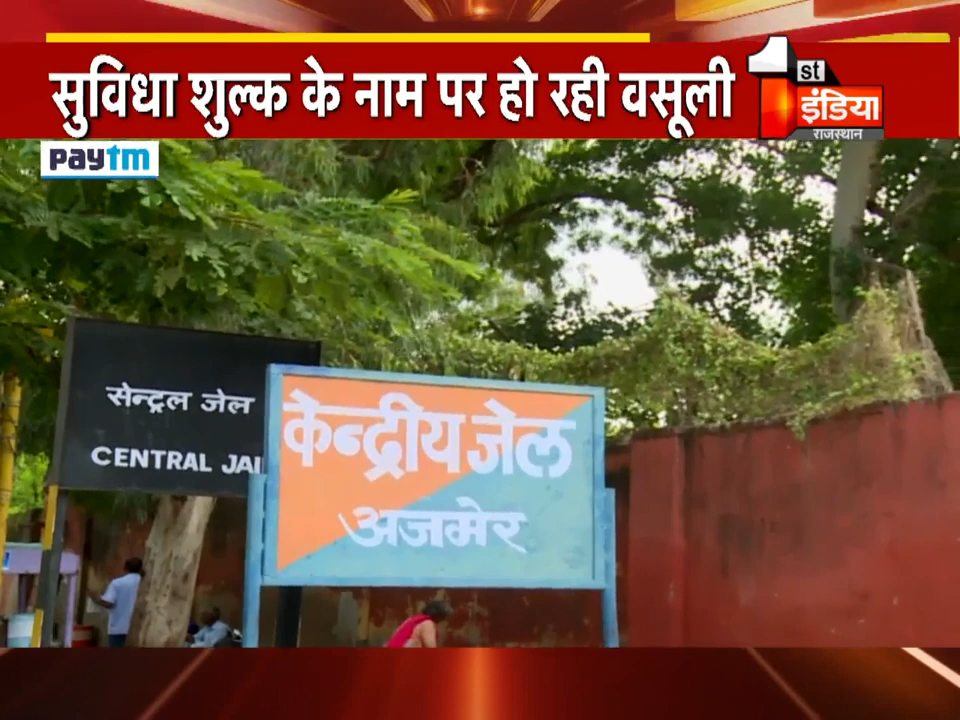 सुविधा शुल्क के नाम पर हो रही वसूली
1st
इंडिया
राजस्थान
paytm
सेन्ट्रल जेल
CENTRAL JAI
केन्द्रीय जेल
अजमेर